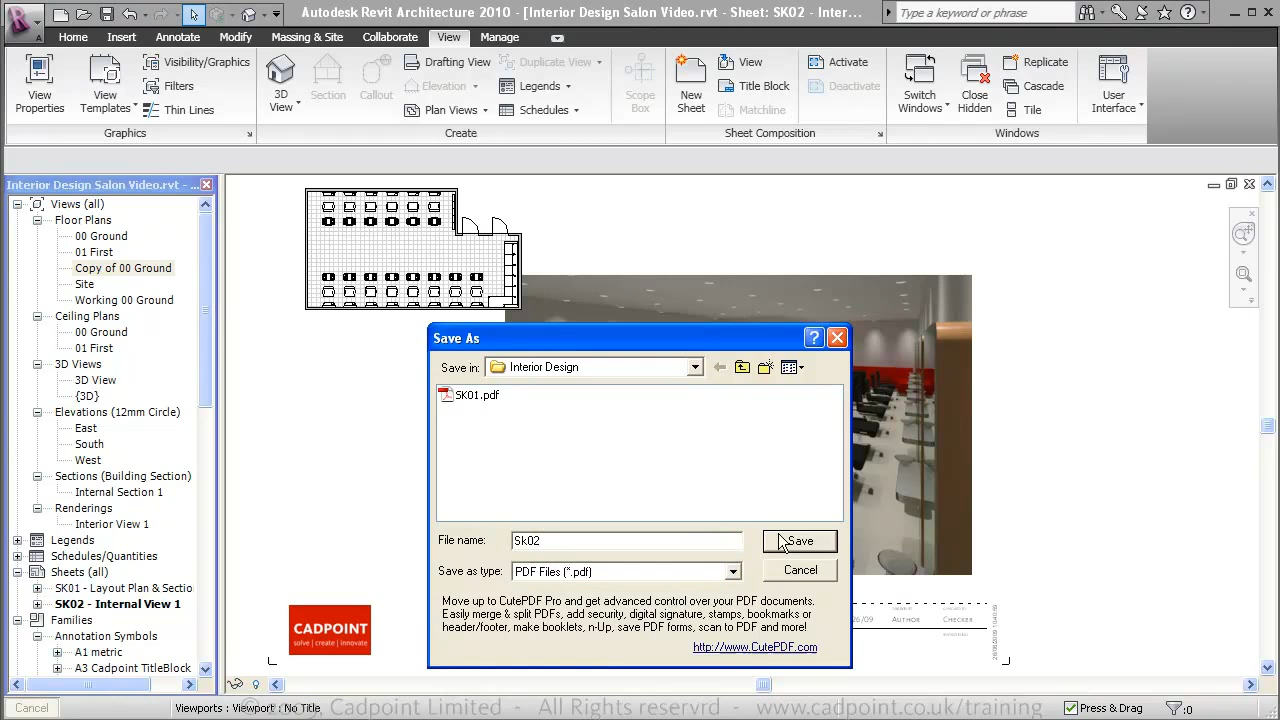 Autodesk Revit Architecture 2010 - [Interior Design Salon Video.rvt - Sheet: SK02 - Inter...
Type a keyword or phrase
Home Insert Annotate Modify Massing & Site Collaborate View Manage
View Properties
View Templates
Visibility/Graphics
Filters
Thin Lines
3D View
Section
Callout
Drafting View
Elevation
Plan Views
Duplicate View
Legends
Schedules
Scope Box
New Sheet
View
Title Block
Matchline
Activate
Deactivate
Switch Windows
Close Hidden
Replicate
Cascade
Tile
User Interface
Graphics Create Sheet Composition Windows
Interior Design Salon Video.rvt - ...
Views (all)
Floor Plans
00 Ground
01 First
Copy of 00 Ground
Site
Working 00 Ground
Ceiling Plans
00 Ground
01 First
3D Views
3D View
{3D}
Elevations (12mm Circle)
East
South
West
Sections (Building Section)
Internal Section 1
Renderings
Interior View 1
Legends
Schedules/Quantities
Sheets (all)
SK01 - Layout Plan & Sectio
SK02 - Internal View 1
Families
Annotation Symbols
A1 metric
A3 Cadpoint TitleBlock
Save As
Save in: Interior Design
SK01.pdf
File name: Sk02 Save
Save as type: PDF Files (*.pdf) Cancel
Move up to CutePDF Pro and get advanced control over your PDF documents.
Easily merge & split PDFs, add security, digital signature, stamps, bookmarks or
header/footer, make booklets, n-Up, save PDF forms, scan to PDF and more!
http://www.CutePDF.com
CADPOINT
solve | create | innovate
26/09 AUTHOR CHECKER
Cancel
Viewports : Viewport : No Title
Cadpoint Limited - All Rights reservrd - www.cadpoint.co.uk/training
Press & Drag
:0